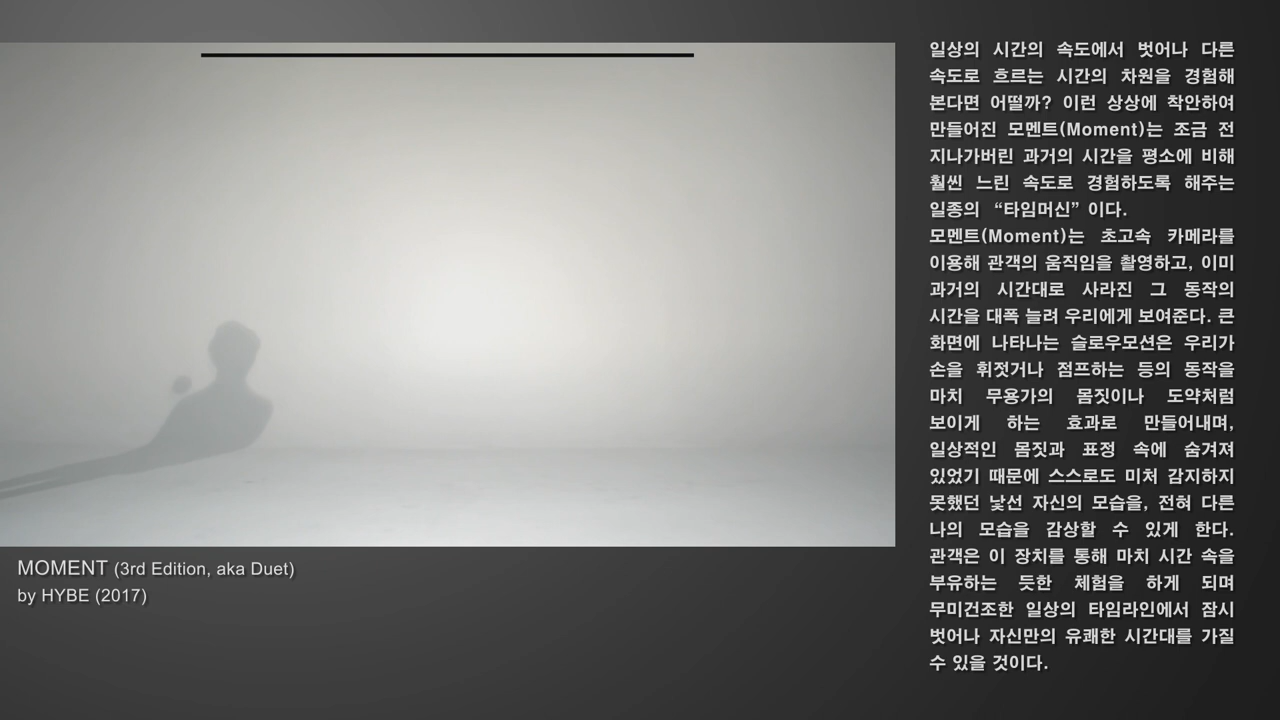 일상의 시간의 속도에서 벗어나 다른
속도로 흐르는 시간의 차원을 경험해
본다면 어떨까? 이런 상상에 착안하여
만들어진 모멘트(Moment)는 조금 전
지나가버린 과거의 시간을 평소에 비해
훨씬 느린 속도로 경험하도록 해주는
일종의 “타임머신” 이다.
모멘트(Moment)는 초고속 카메라를
이용해 관객의 움직임을 촬영하고, 이미
과거의 시간대로 사라진 그 동작의
시간을 대폭 늘려 우리에게 보여준다. 큰
화면에 나타나는 슬로우모션은 우리가
손을 휘젓거나 점프하는 등의 동작을
마치 무용가의 몸짓이나 도약처럼
보이게 하는 효과로 만들어내며,
일상적인 몸짓과 표정 속에 숨겨져
있었기 때문에 스스로도 미처 감지하지
못했던 낯선 자신의 모습을, 전혀 다른
나의 모습을 감상할 수 있게 한다.
관객은 이 장치를 통해 마치 시간 속을
부유하는 듯한 체험을 하게 되며
무미건조한 일상의 타임라인에서 잠시
벗어나 자신만의 유쾌한 시간대를 가질
수 있을 것이다.
MOMENT (3rd Edition, aka Duet)
by HYBE (2017)